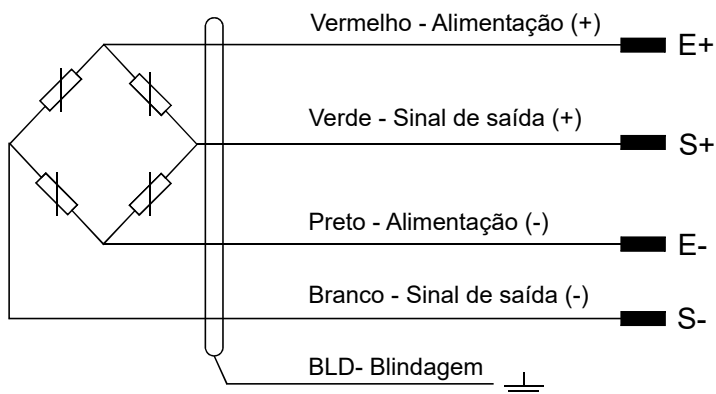 Vermelho - Alimentação (+)
E+
Verde - Sinal de saída (+)
S+
Preto - Alimentação (-)
E-
Branco - Sinal de saída (-)
S-
BLD- Blindagem